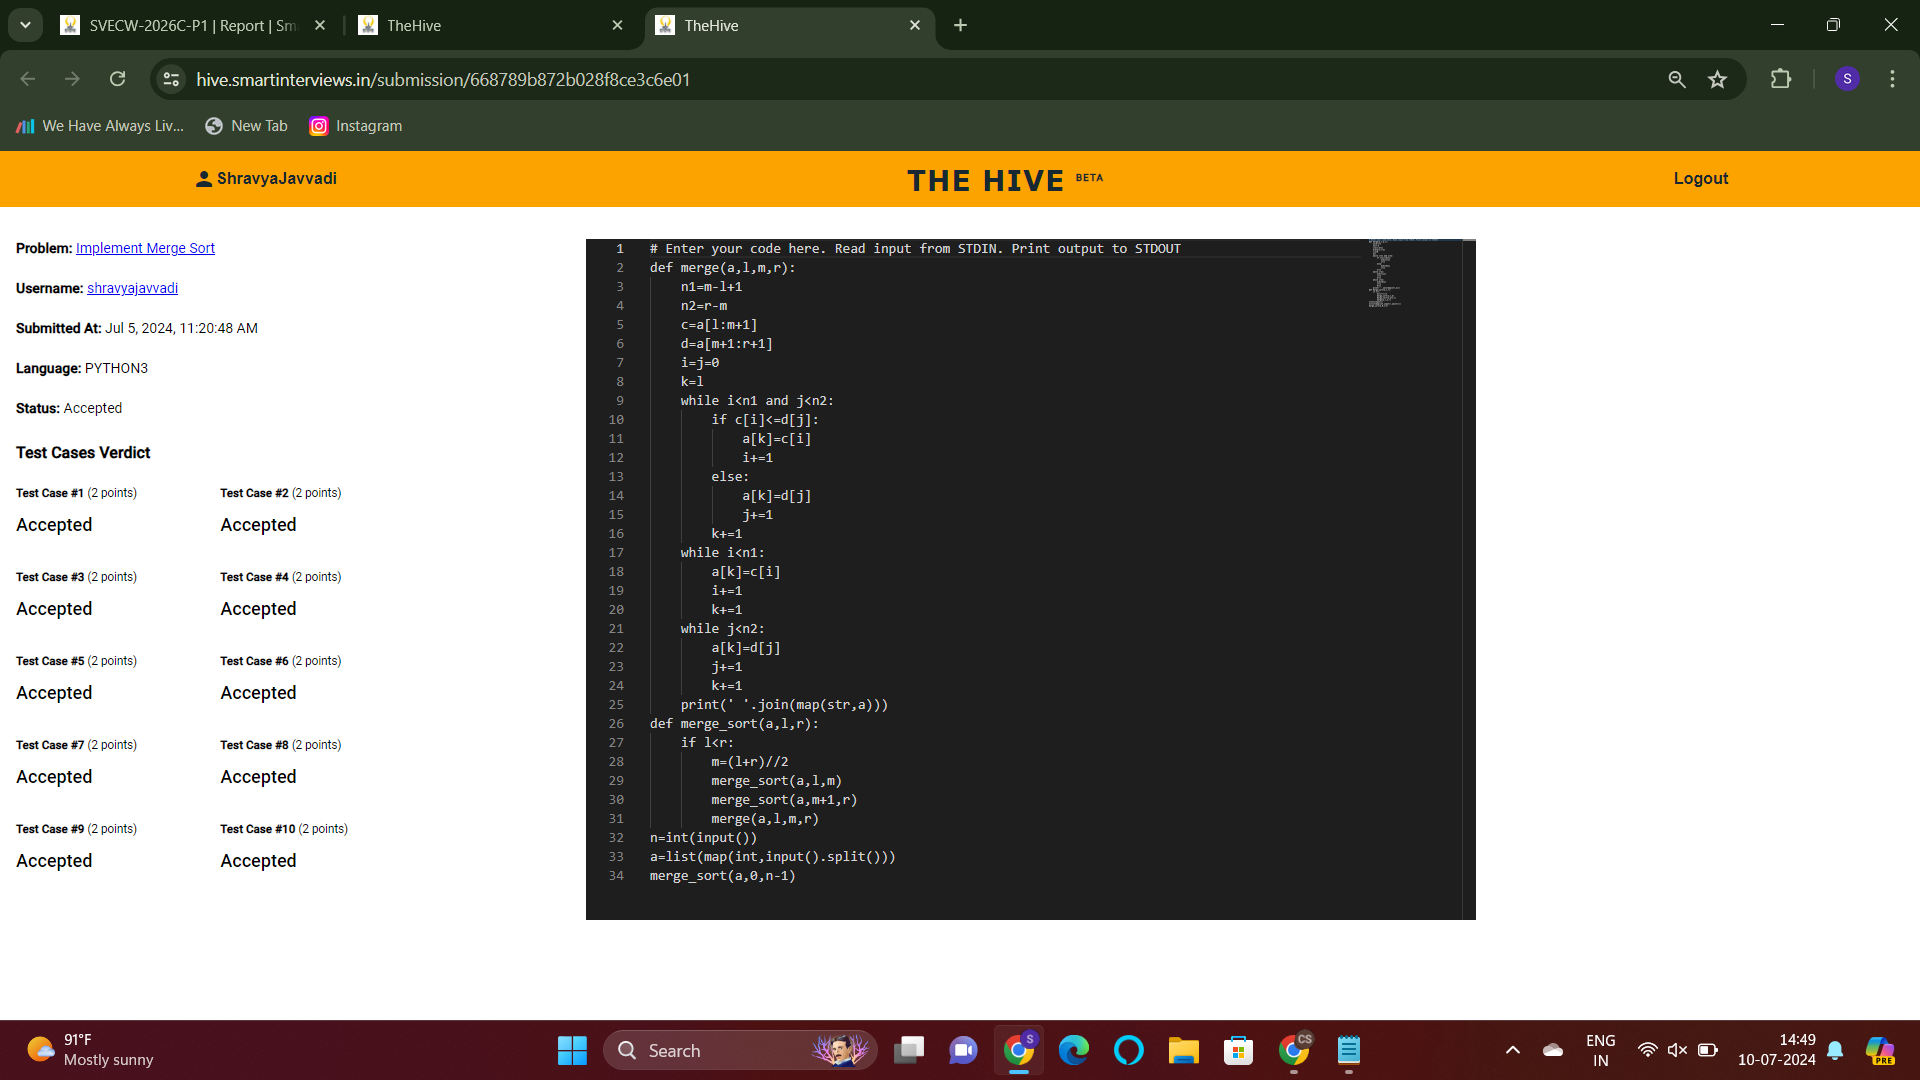 SVECW-2026C-P1 | Report | Sm
TheHive
TheHive
hive.smartinterviews.in/submission/668789b872b028f8ce3c6e01
S
We Have Always Liv...
New Tab
Instagram
ShravyaJavvadi
THE HIVE BETA
Logout
Problem: Implement Merge Sort
Username: shravyajavvadi
Submitted At: Jul 5, 2024, 11:20:48 AM
Language: PYTHON3
Status: Accepted
Test Cases Verdict
Test Case #1 (2 points)
Accepted
Test Case #2 (2 points)
Accepted
Test Case #3 (2 points)
Accepted
Test Case #4 (2 points)
Accepted
Test Case #5 (2 points)
Accepted
Test Case #6 (2 points)
Accepted
Test Case #7 (2 points)
Accepted
Test Case #8 (2 points)
Accepted
Test Case #9 (2 points)
Accepted
Test Case #10 (2 points)
Accepted
1 # Enter your code here. Read input from STDIN. Print output to STDOUT
2 def merge(a,l,m,r):
3     n1=m-l+1
4     n2=r-m
5     c=a[l:m+1]
6     d=a[m+1:r+1]
7     i=j=0
8     k=l
9     while i<n1 and j<n2:
10         if c[i]<=d[j]:
11             a[k]=c[i]
12             i+=1
13         else:
14             a[k]=d[j]
15             j+=1
16         k+=1
17     while i<n1:
18         a[k]=c[i]
19         i+=1
20         k+=1
21     while j<n2:
22         a[k]=d[j]
23         j+=1
24         k+=1
25     print(' '.join(map(str,a)))
26 def merge_sort(a,l,r):
27     if l<r:
28         m=(l+r)//2
29         merge_sort(a,l,m)
30         merge_sort(a,m+1,r)
31         merge(a,l,m,r)
32 n=int(input())
33 a=list(map(int,input().split()))
34 merge_sort(a,0,n-1)
91°F
Mostly sunny
Search
S
CS
ENG
IN
14:49
10-07-2024
PRE